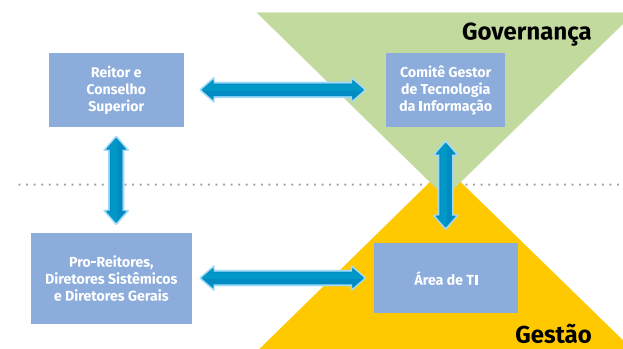 Governança
Reitor e
Conselho
Superior
Comitê Gestor
de Tecnologia
da Informação
Pro-Reitores,
Diretores Sistêmicos
e Diretores Gerais
Área de TI
Gestão